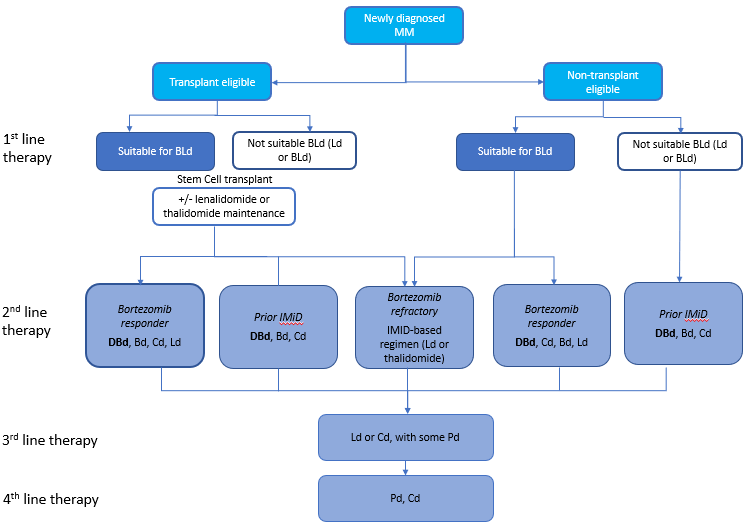 Newly diagnosed
MM
Transplant eligible
Non-transplant
eligible
1st line
therapy
Suitable for BLd
Not suitable BLd (Ld
or BLd)
Suitable for BLd
Not suitable BLd (Ld
or BLd)
Stem Cell transplant
+/- lenalidomide or
thalidomide maintenance
2nd line
therapy
Bortezomib
responder
DBd, Bd, Cd, Ld
Prior IMiD
DBd, Bd, Cd
Bortezomib
refractory
IMID-based
regimen (Ld or
thalidomide)
Bortezomib
responder
DBd, Cd, Bd, Ld
Prior IMiD
DBd, Bd, Cd
3rd line therapy
Ld or Cd, with some Pd
4th line therapy
Pd, Cd